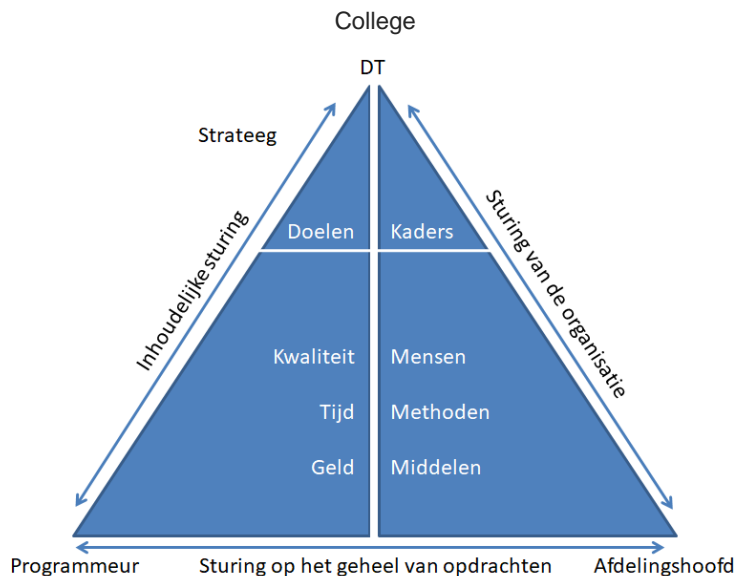 College
DT
Strateeg
Inhoudelijke sturing
Sturing van de organisatie
Doelen Kaders
Kwaliteit Mensen
Tijd Methoden
Geld Middelen
Programmeur Sturing op het geheel van opdrachten Afdelingshoofd